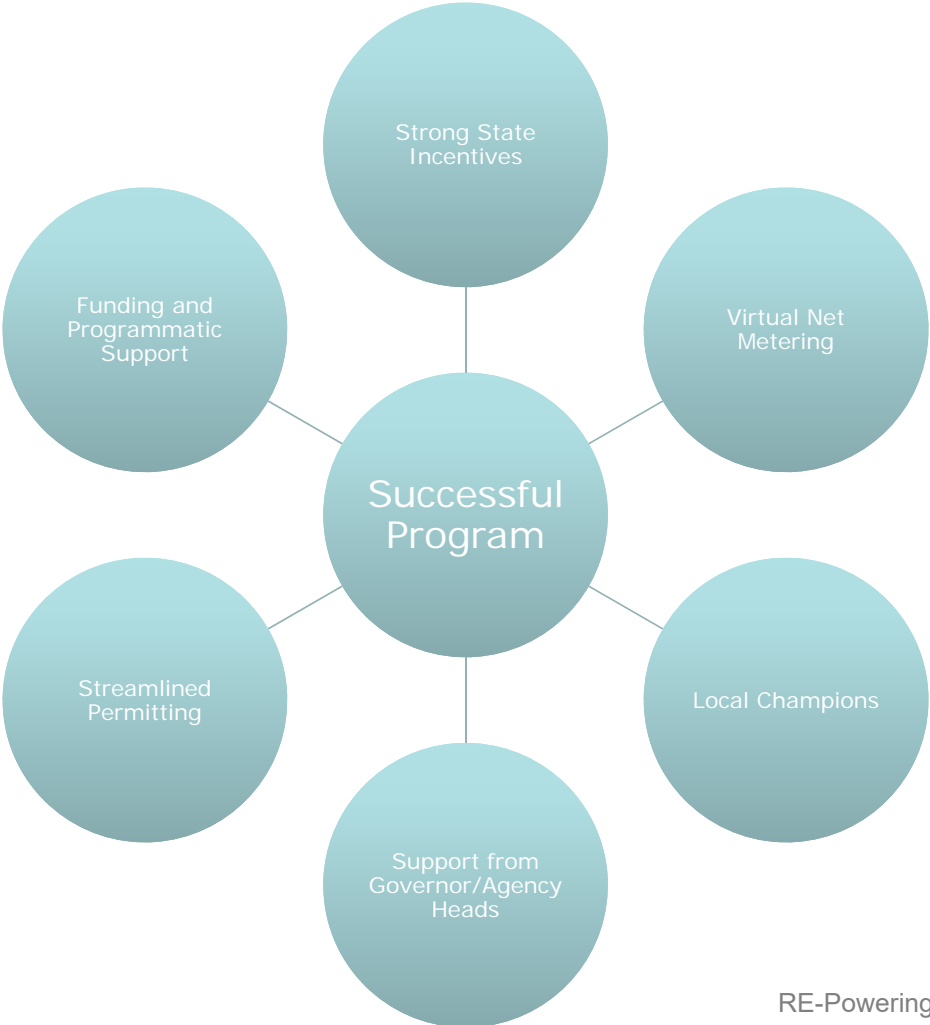 Strong State
Incentives
Funding and
Programmatic
Support
Virtual Net
Metering
Successful
Program
Streamlined
Permitting
Local Champions
Support from
Governor/Agency
Heads
RE-Powering